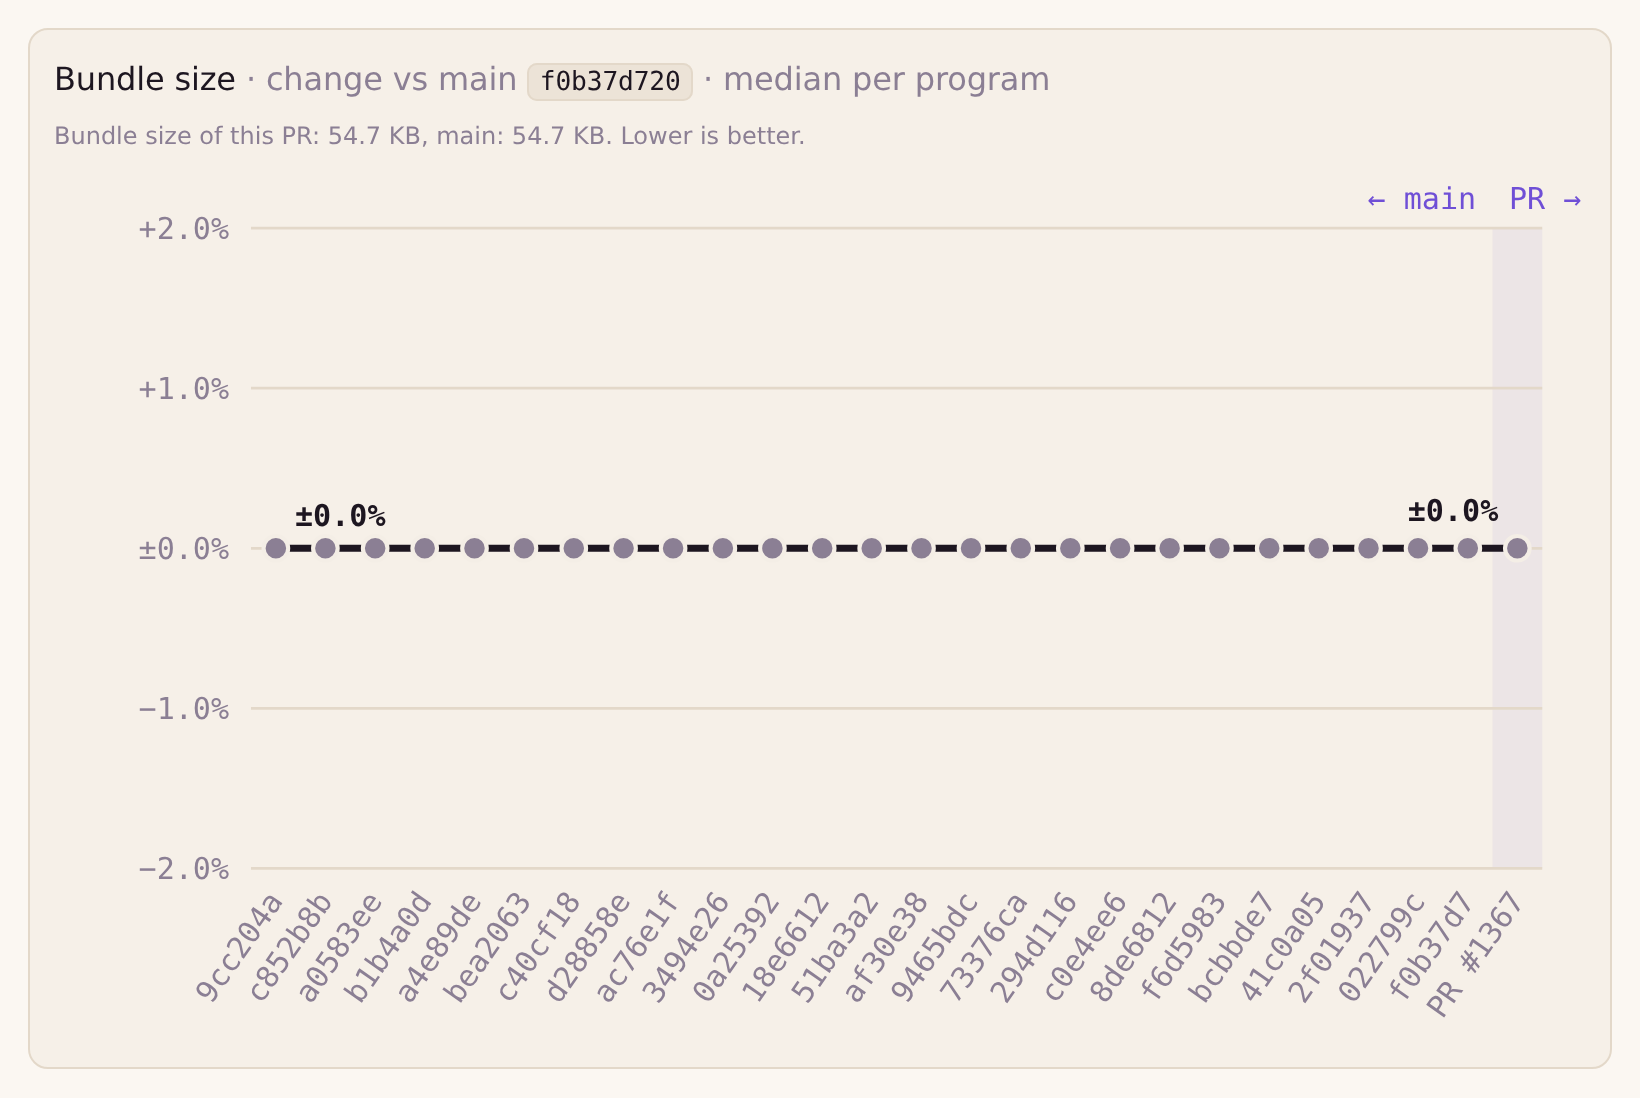 Bundle size · change vs main f0b37d720 · median per program
Bundle size of this PR: 54.7 KB, main: 54.7 KB. Lower is better.
← main PR →
+2.0%
+1.0%
±0.0%
−1.0%
−2.0%
±0.0%
±0.0%
9cc204a
c852b8b
a0583ee
b1b4a0d
a4e89de
bea2063
c40cf18
d28858e
ac76e1f
3494e26
0a25392
18e6612
51ba3a2
af30e38
9465bdc
73376ca
294d116
c0e4ee6
8de6812
f6d5983
bcbbde7
41c0a05
2f01937
022799c
f0b37d7
PR #1367